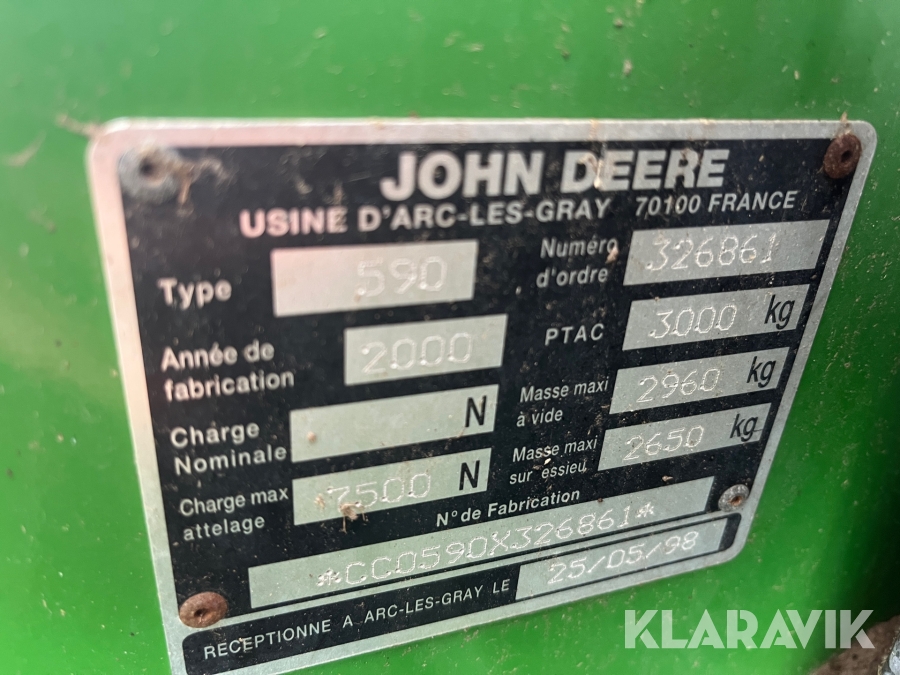 JOHN DEERE
USINE D'ARC-LES-GRAY 70100 FRANCE
Type 590
Numéro d'ordre 326861
Année de fabrication 2000
PTAC 3000 kg
Charge Nominale N
Masse maxi à vide 2960 kg
Charge max attelage 7500 N
Masse maxi sur essieu 2650 kg
N° de Fabrication
*CC0590X326861*
RECEPTIONNE A ARC-LES-GRAY LE 25/05/98
KLARAVIK